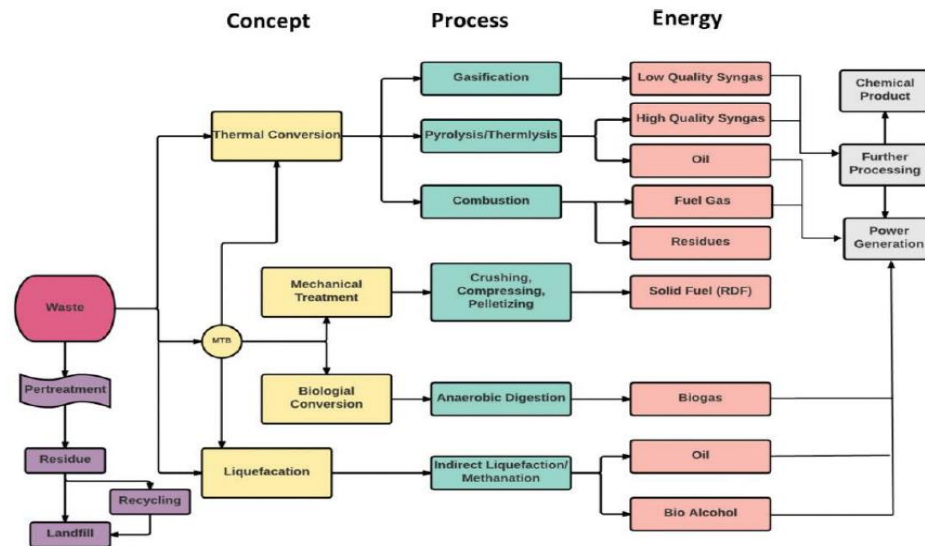 Concept
Process
Energy
Gasification
Low Quality Syngas
Chemical
Product
Thermal Conversion
Pyrolysis/Thermlysis
High Quality Syngas
Oil
Further
Processing
Combustion
Fuel Gas
Residues
Power
Generation
Mechanical
Treatment
Crushing,
Compressing,
Pelletizing
Solid Fuel (RDF)
Waste
MTB
Pertreatment
Biologial
Conversion
Anaerobic Digestion
Biogas
Residue
Liquefacation
Indirect Liquefaction/
Methanation
Oil
Recycling
Bio Alcohol
Landfill